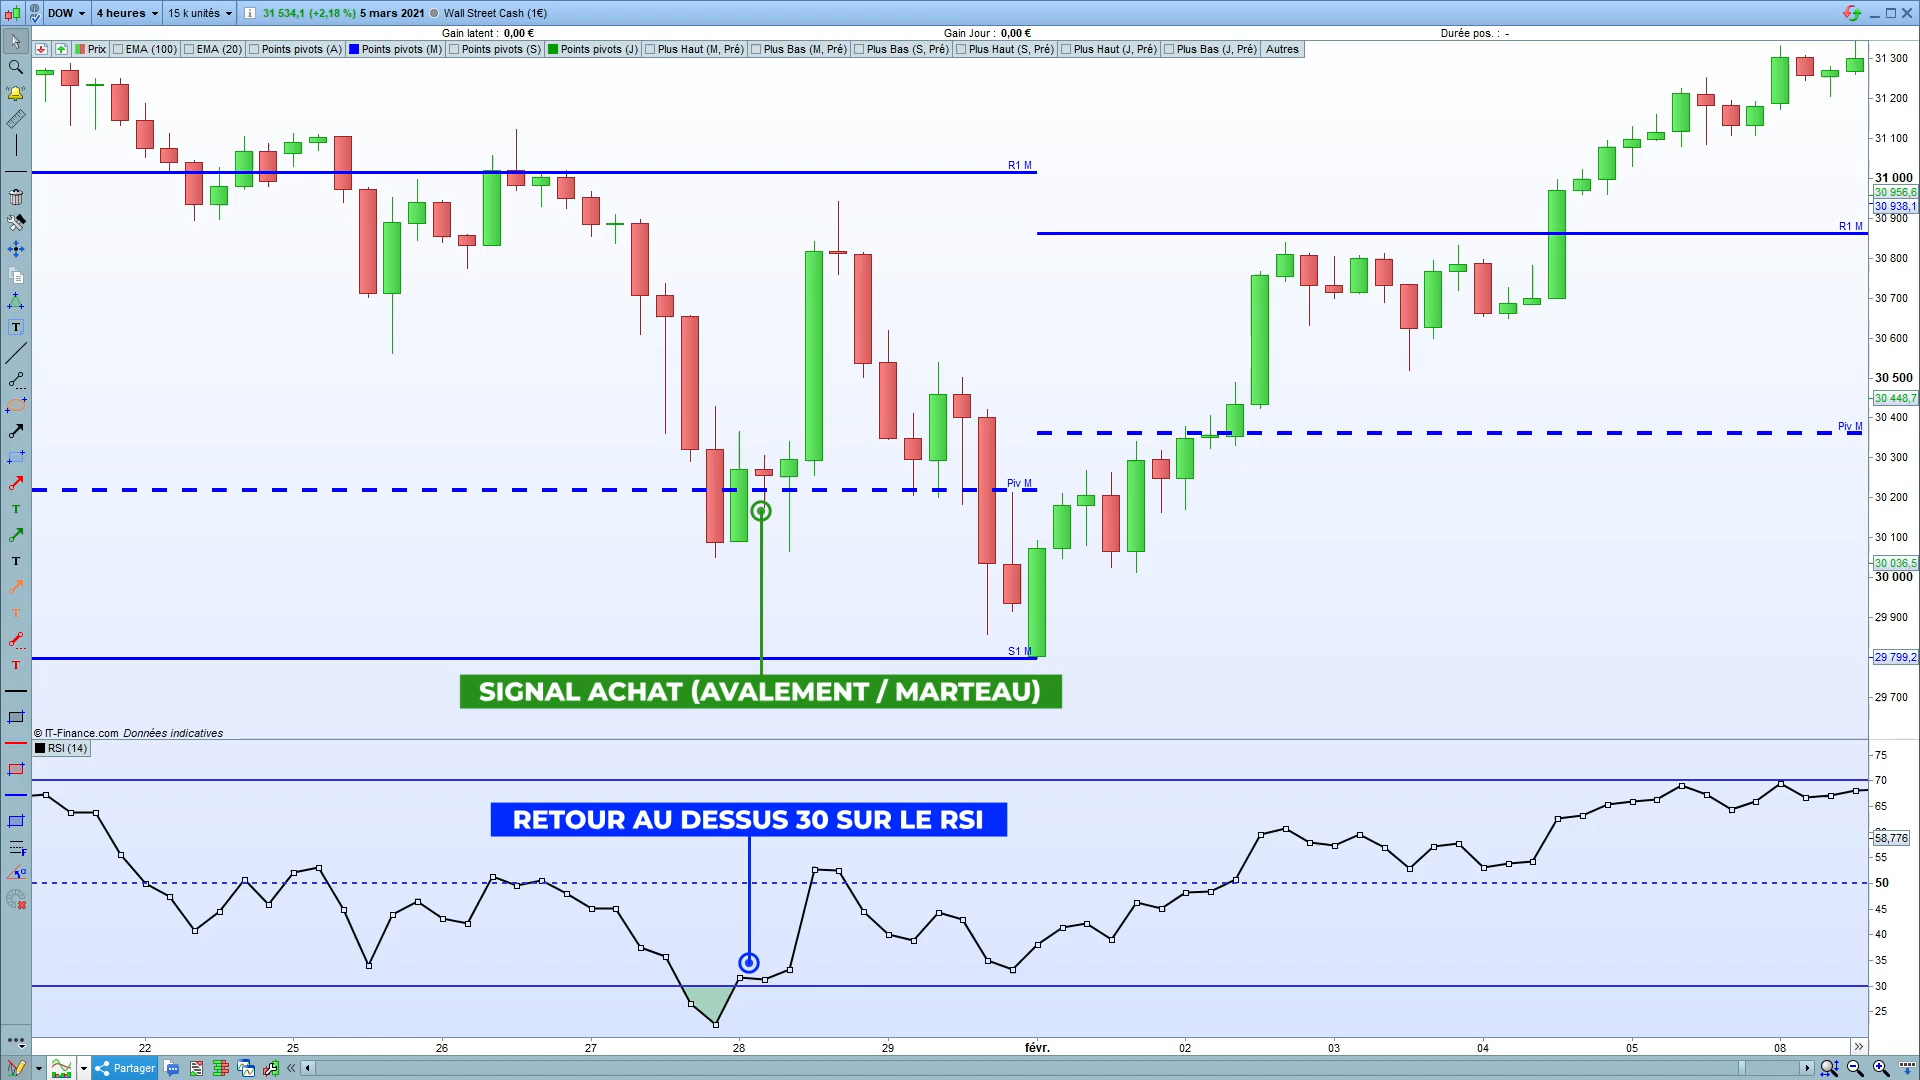 DOW 4 heures 15 k unités 31 534,1 (+2,18 %) 5 mars 2021 Wall Street Cash (1€)
Gain latent : 0,00 € Gain Jour : 0,00 € Durée pos. : -
Prix EMA (100) EMA (20) Points pivots (A) Points pivots (M) Points pivots (S) Points pivots (J) Plus Haut (M, Pré) Plus Bas (M, Pré) Plus Bas (S, Pré) Plus Haut (S, Pré) Plus Haut (J, Pré) Plus Bas (J, Pré) Autres
31 300
31 200
31 100
R1 M
31 000
30 956,6
30 938,1
30 900
R1 M
30 800
30 700
30 600
30 500
30 448,7
30 400
Piv M
30 300
Piv M
30 200
30 100
30 036,5
30 000
29 900
S1 M
29 799,2
29 700
SIGNAL ACHAT (AVALEMENT / MARTEAU)
© IT-Finance.com Données indicatives
RSI (14)
75
70
65
RETOUR AU DESSUS 30 SUR LE RSI
58,776
55
50
45
40
35
30
25
22 25 26 27 28 29 févr. 02 03 04 05 08
Partager